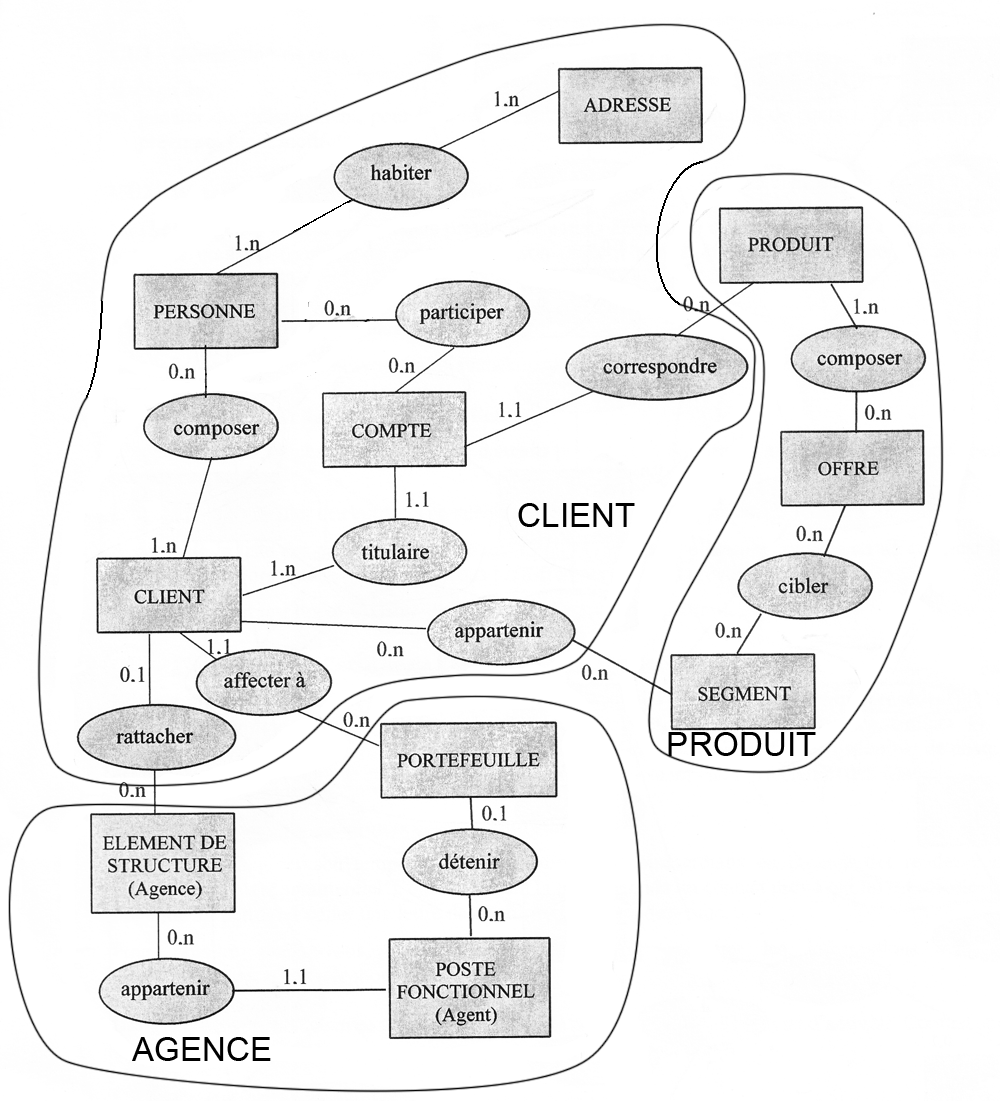 ADRESSE
1.n
habiter
1.n
PRODUIT
PERSONNE
0.n
participer
0.n
1.n
correspondre
composer
0.n
0.n
composer
COMPTE
1.1
0.n
OFFRE
1.1
CLIENT
0.n
1.n
titulaire
1.n
cibler
CLIENT
appartenir
0.n
0.n
1.1
0.n
0.1
affecter à
SEGMENT
0.n
rattacher
PRODUIT
PORTEFEUILLE
0.n
0.1
ELEMENT DE
STRUCTURE
(Agence)
détenir
0.n
0.n
appartenir
1.1
POSTE
FONCTIONNEL
(Agent)
AGENCE